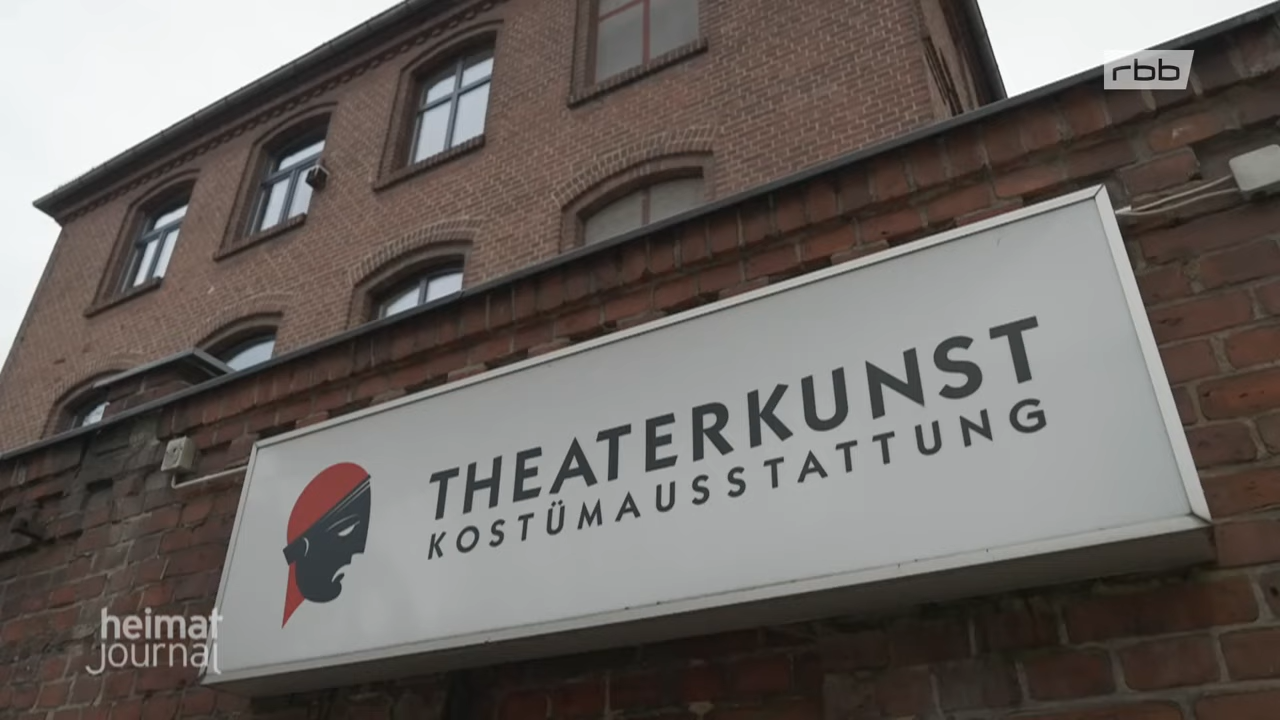 rbb
THEATERKUNST
KOSTÜMAUSSTATTUNG
heimat
journal